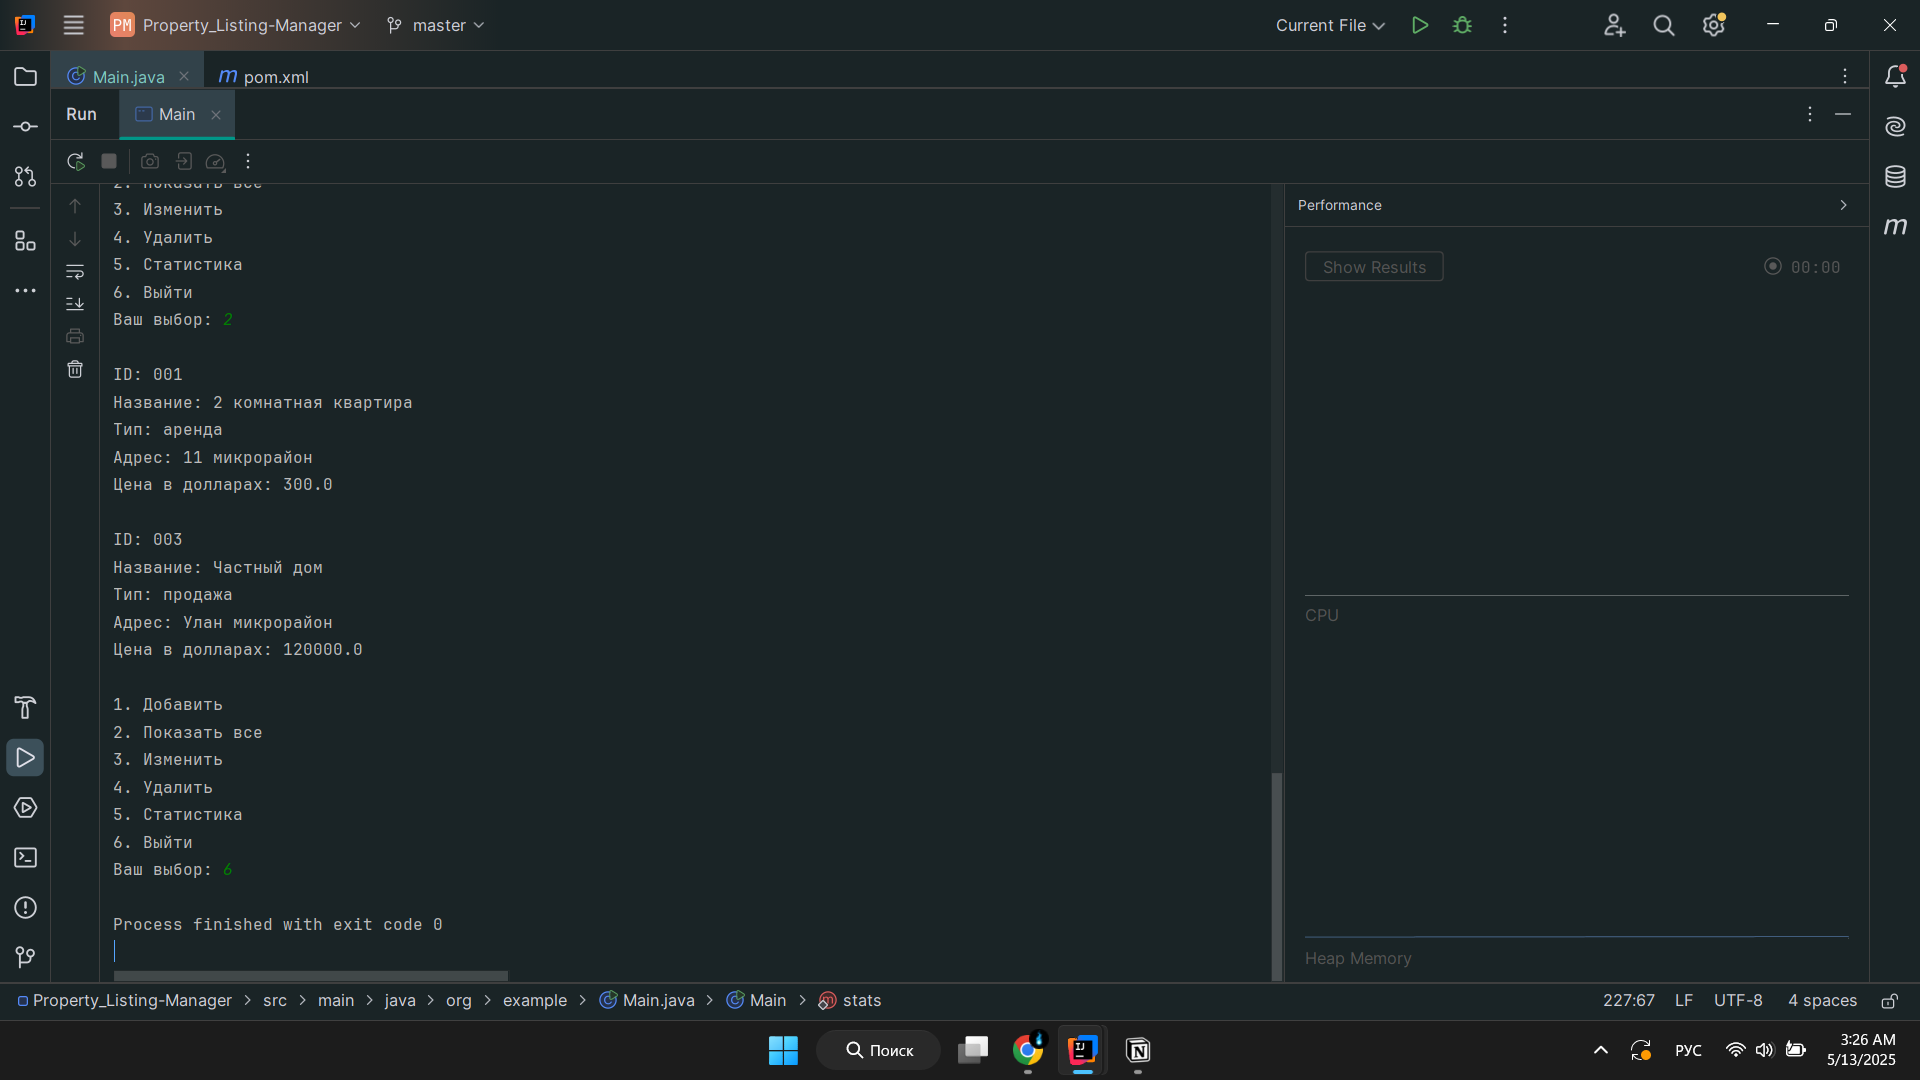 PM Property_Listing-Manager master Current File
Main.java pom.xml
Run Main
2. Показать все
3. Изменить
4. Удалить
5. Статистика
6. Выйти
Ваш выбор: 2
ID: 001
Название: 2 комнатная квартира
Тип: аренда
Адрес: 11 микрорайон
Цена в долларах: 300.0
ID: 003
Название: Частный дом
Тип: продажа
Адрес: Улан микрорайон
Цена в долларах: 120000.0
1. Добавить
2. Показать все
3. Изменить
4. Удалить
5. Статистика
6. Выйти
Ваш выбор: 6
Process finished with exit code 0
Performance
Show Results 00:00
CPU
Heap Memory
Property_Listing-Manager src main java org example Main.java Main stats 227:67 LF UTF-8 4 spaces
Поиск РУС 3:26 AM
5/13/2025